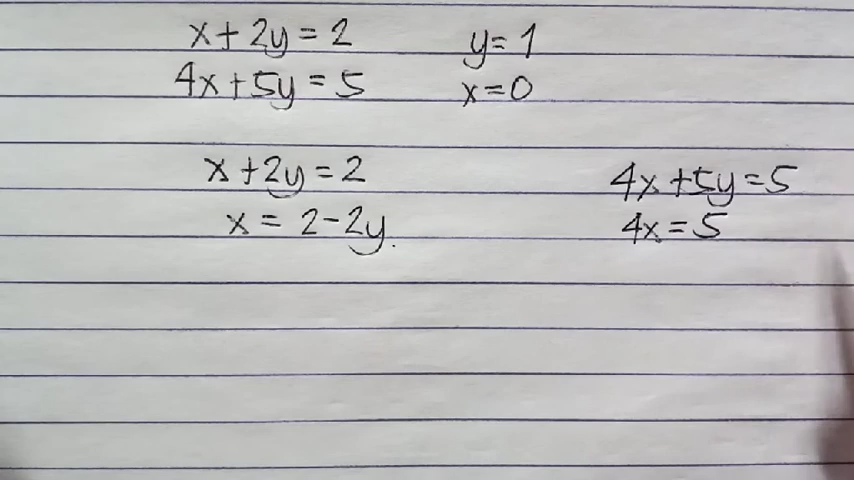 x + 2y = 2 y = 1
4x + 5y = 5 x = 0
x + 2y = 2 4x + 5y = 5
x = 2 - 2y. 4x = 5